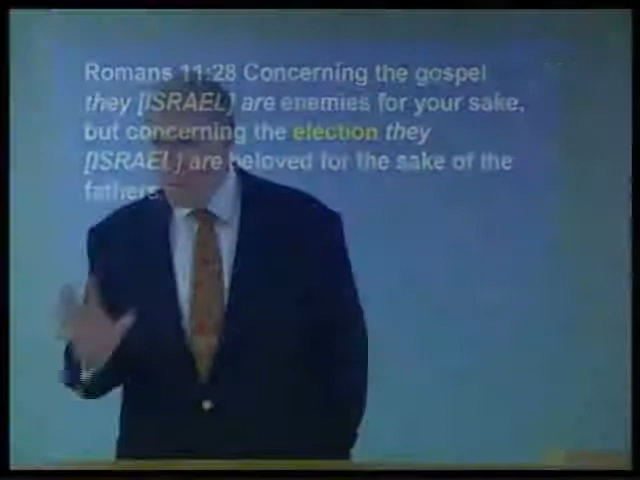 Romans 11:28 Concerning the gospel
they [ISRAEL] are enemies for your sake,
but concerning the election they
[ISRAEL] are beloved for the sake of the
fathers.